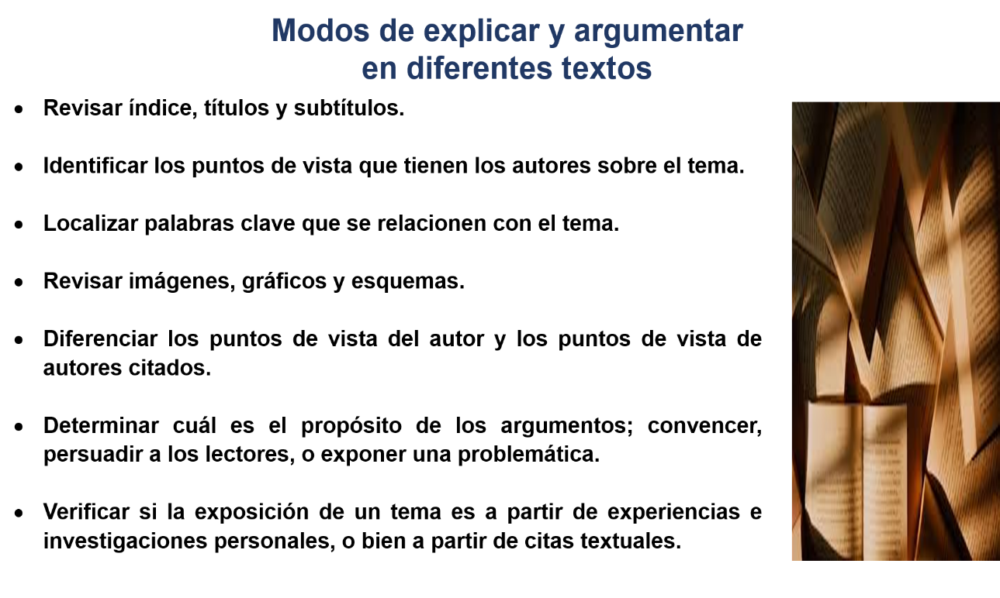 Modos de explicar y argumentar
en diferentes textos
• Revisar índice, títulos y subtítulos.
• Identificar los puntos de vista que tienen los autores sobre el tema.
• Localizar palabras clave que se relacionen con el tema.
• Revisar imágenes, gráficos y esquemas.
• Diferenciar los puntos de vista del autor y los puntos de vista de
autores citados.
• Determinar cuál es el propósito de los argumentos; convencer,
persuadir a los lectores, o exponer una problemática.
• Verificar si la exposición de un tema es a partir de experiencias e
investigaciones personales, o bien a partir de citas textuales.